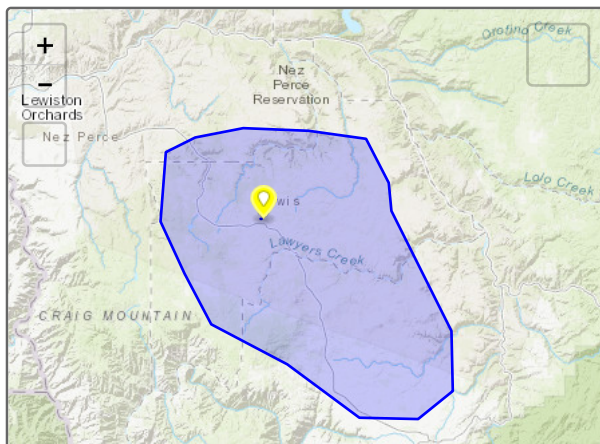 +
Orofino Creek
Nez
Perce
Reservation
−
Lewiston
Orchards
Nez Perce
Lolo Creek
wis
Lawyers Creek
CRAIG MOUNTAIN